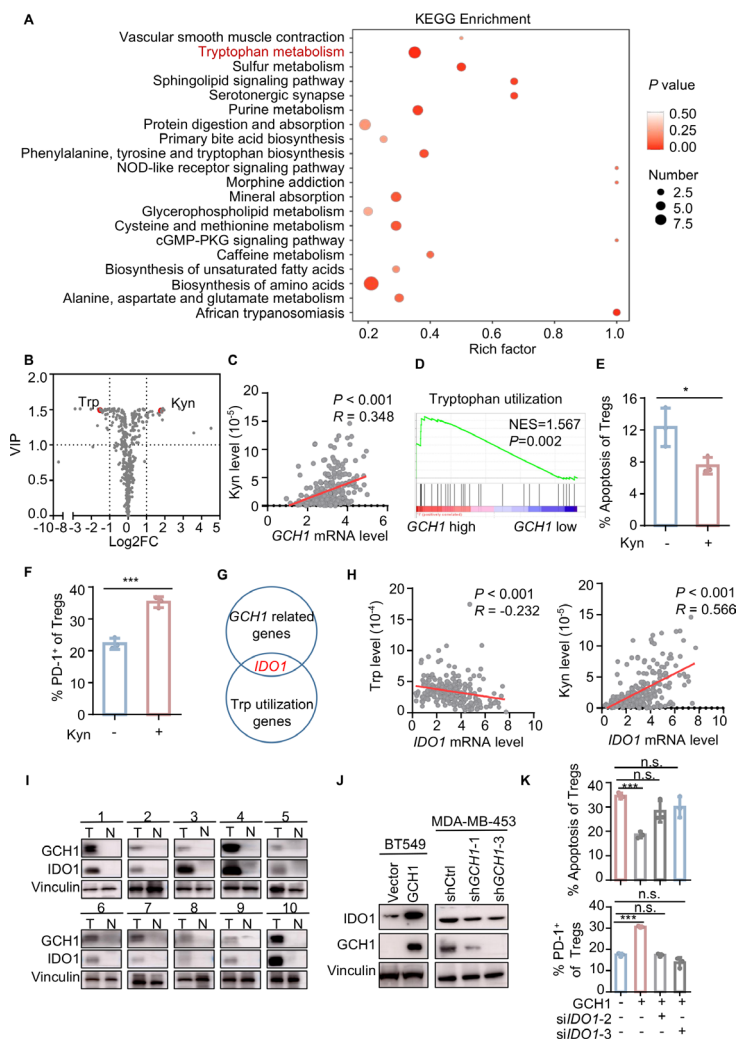 A
KEGG Enrichment
Vascular smooth muscle contraction
Tryptophan metabolism
Sulfur metabolism
Sphingolipid signaling pathway
Serotonergic synapse
Purine metabolism
Protein digestion and absorption
Primary bite acid biosynthesis
Phenylalanine, tyrosine and tryptophan biosynthesis
NOD-like receptor signaling pathway
Morphine addiction
Mineral absorption
Glycerophospholipid metabolism
Cysteine and methionine metabolism
cGMP-PKG signaling pathway
Caffeine metabolism
Biosynthesis of unsaturated fatty acids
Biosynthesis of amino acids
Alanine, aspartate and glutamate metabolism
African trypanosomiasis
0.2 0.4 0.6 0.8 1.0
Rich factor
P value
0.50
0.25
0.00
Number
2.5
5.0
7.5
B
2.0
1.5
1.0
0.5
0.0
VIP
Trp
Kyn
-10-8 -3 -2 -1 0 1 2 4 5
Log2FC
C
20
15
10
5
0
Kyn level (10-5)
P < 0.001
R = 0.348
0 2 4 6
GCH1 mRNA level
D
Tryptophan utilization
NES=1.567
P=0.002
GCH1 high
GCH1 low
E
16
12
8
4
0
% Apoptosis of Tregs
*
Kyn - +
F
40
30
20
10
0
% PD-1+ of Tregs
***
Kyn - +
G
GCH1 related
genes
IDO1
Trp utilization
genes
H
20
15
10
5
0
Trp level (10-4)
P < 0.001
R = -0.232
0 2 4 6 8 10
IDO1 mRNA level
20
15
10
5
0
Kyn level (10-5)
P < 0.001
R = 0.566
0 2 4 6 8 10
IDO1 mRNA level
I
1 2 3 4 5
T N T N T N T N T N
GCH1
IDO1
Vinculin
6 7 8 9 10
T N T N T N T N T N
GCH1
IDO1
Vinculin
J
BT549
MDA-MB-453
Vector
GCH1
shCtrl
shGCH1-1
shGCH1-3
IDO1
GCH1
Vinculin
K
n.s.
n.s.
***
40
30
20
10
0
% Apoptosis of Tregs
n.s.
n.s.
***
40
30
20
10
0
% PD-1+
of Tregs
GCH1 - + + +
siIDO1-2 - - + -
siIDO1-3 - - - +